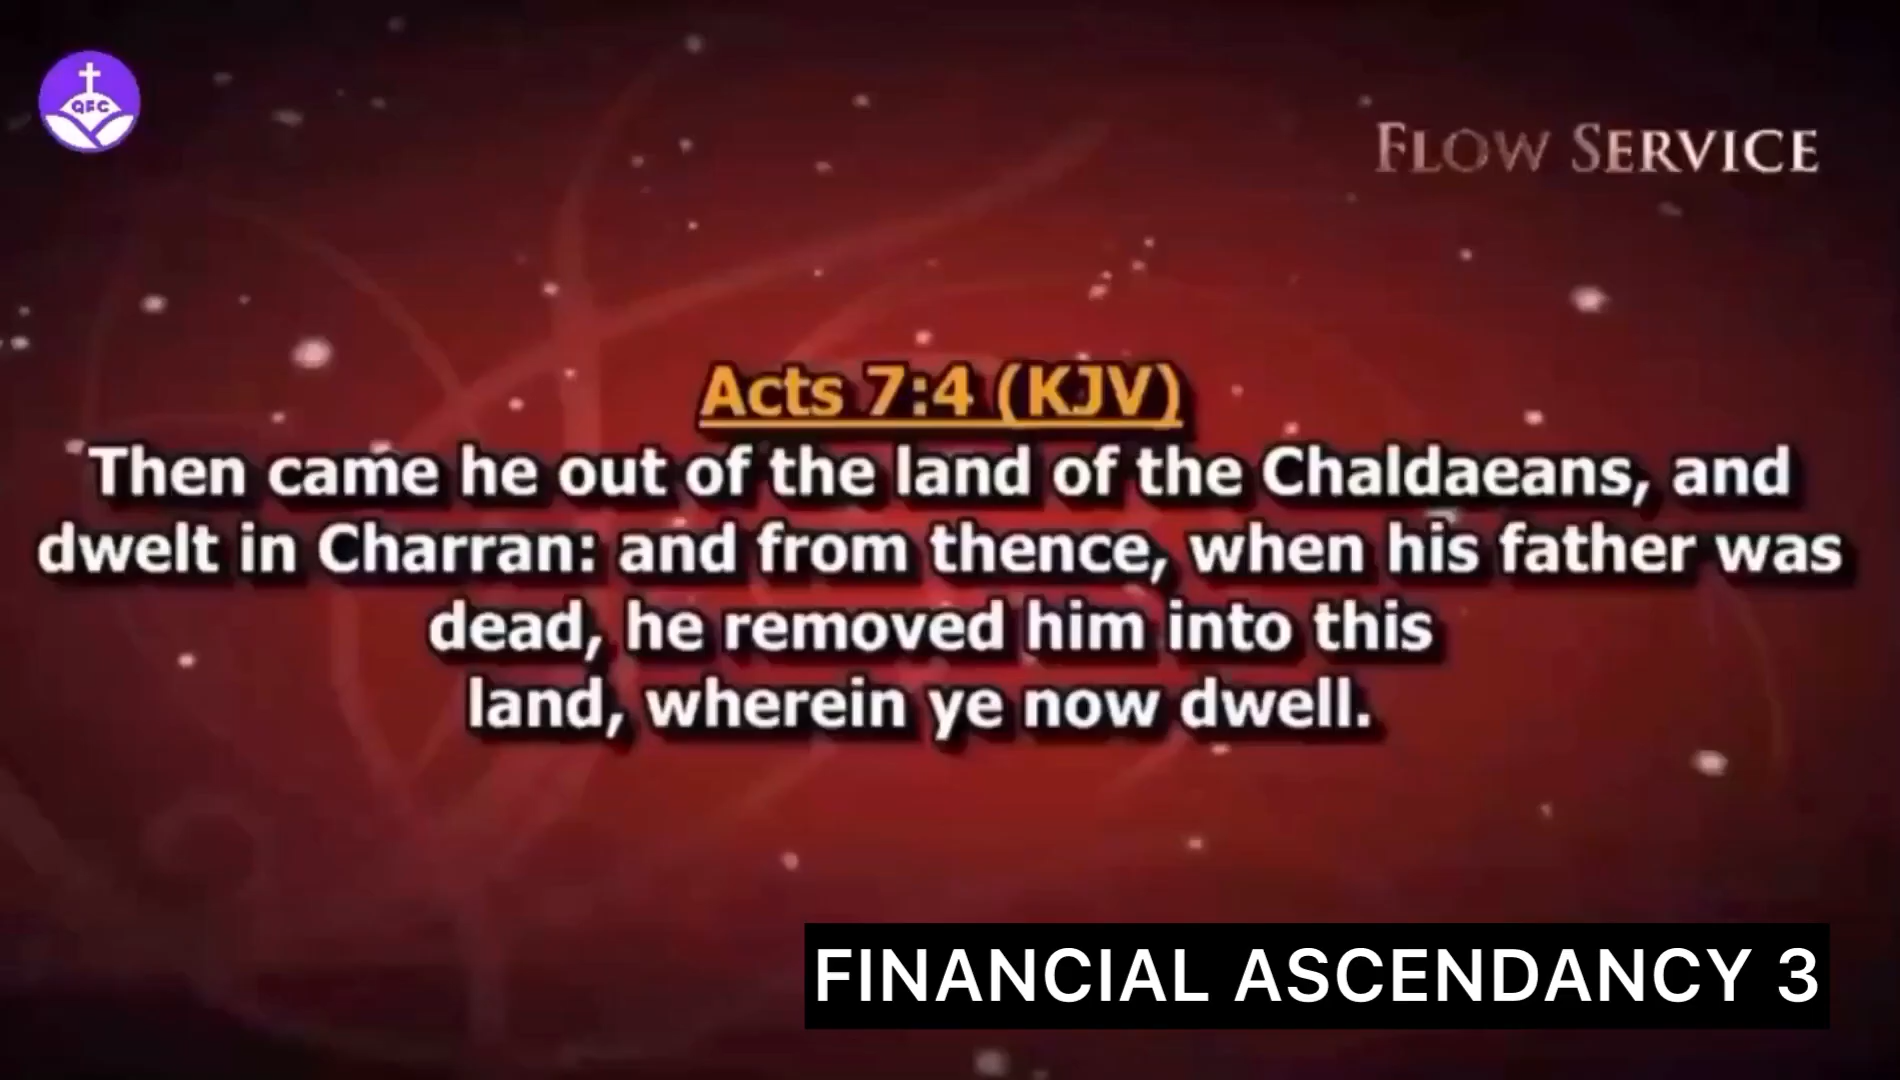 QFC
FLOW SERVICE
Acts 7:4 (KJV)
Then came he out of the land of the Chaldaeans, and
dwelt in Charran: and from thence, when his father was
dead, he removed him into this
land, wherein ye now dwell.
FINANCIAL ASCENDANCY 3